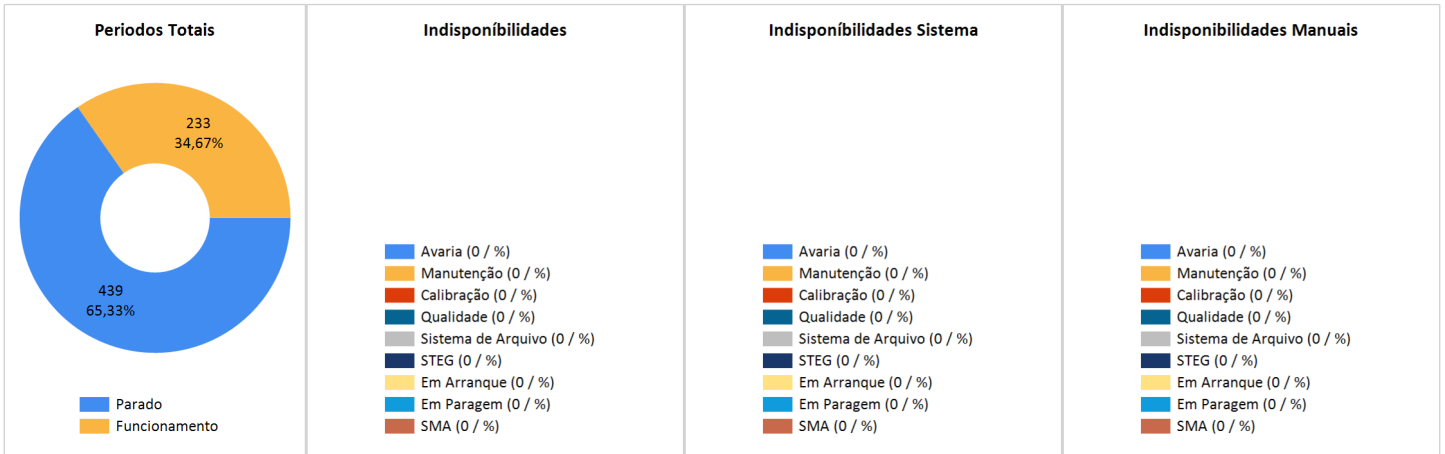 Periodos Totais
233
34,67%
439
65,33%
Parado
Funcionamento
Indisponíbilidades
Avaria (0 / %)
Manutenção (0 / %)
Calibração (0 / %)
Qualidade (0 / %)
Sistema de Arquivo (0 / %)
STEG (0 / %)
Em Arranque (0 / %)
Em Paragem (0 / %)
SMA (0 / %)
Indisponíbilidades Sistema
Avaria (0 / %)
Manutenção (0 / %)
Calibração (0 / %)
Qualidade (0 / %)
Sistema de Arquivo (0 / %)
STEG (0 / %)
Em Arranque (0 / %)
Em Paragem (0 / %)
SMA (0 / %)
Indisponibilidades Manuais
Avaria (0 / %)
Manutenção (0 / %)
Calibração (0 / %)
Qualidade (0 / %)
Sistema de Arquivo (0 / %)
STEG (0 / %)
Em Arranque (0 / %)
Em Paragem (0 / %)
SMA (0 / %)